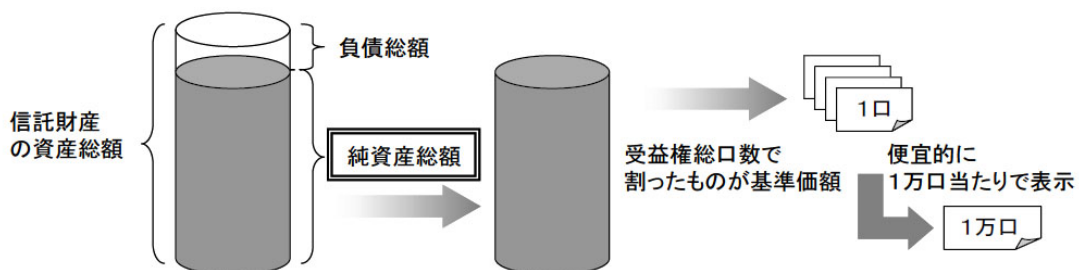 負債総額
信託財産
の資産総額
純資産総額
1口
受益権総口数で
割ったものが基準価額
便宜的に
1万口当たりで表示
1万口